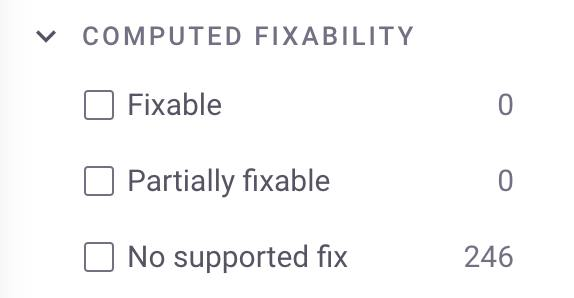 COMPUTED FIXABILITY
Fixable 0
Partially fixable 0
No supported fix 246